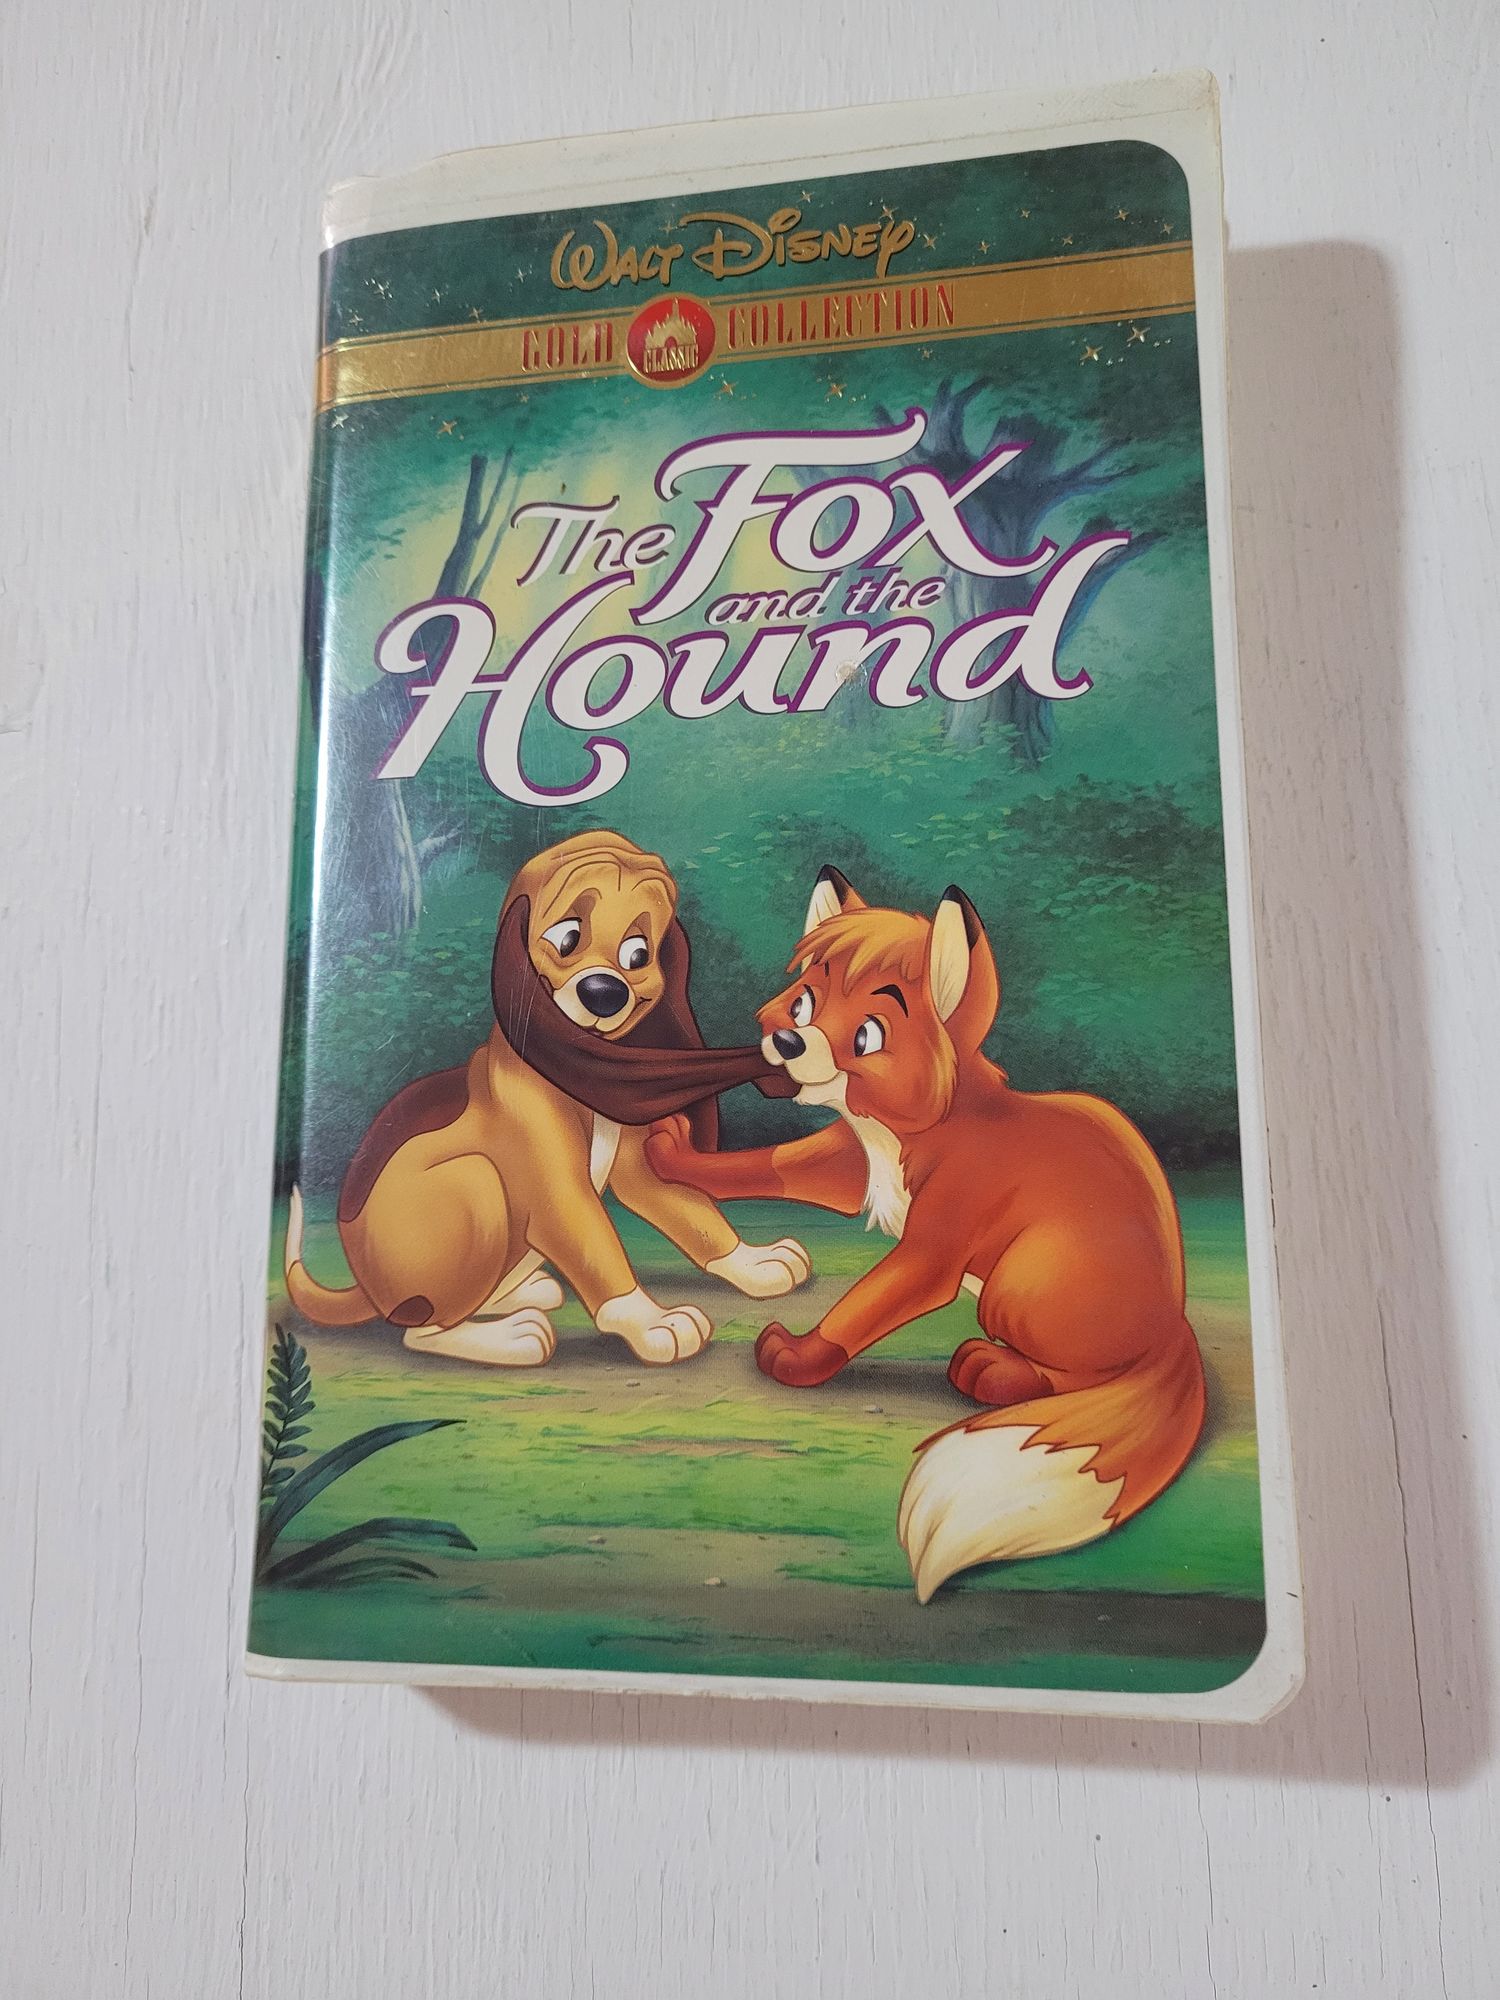 WALT DISNEY
GOLD CLASSIC COLLECTION
The Fox
and the
Hound